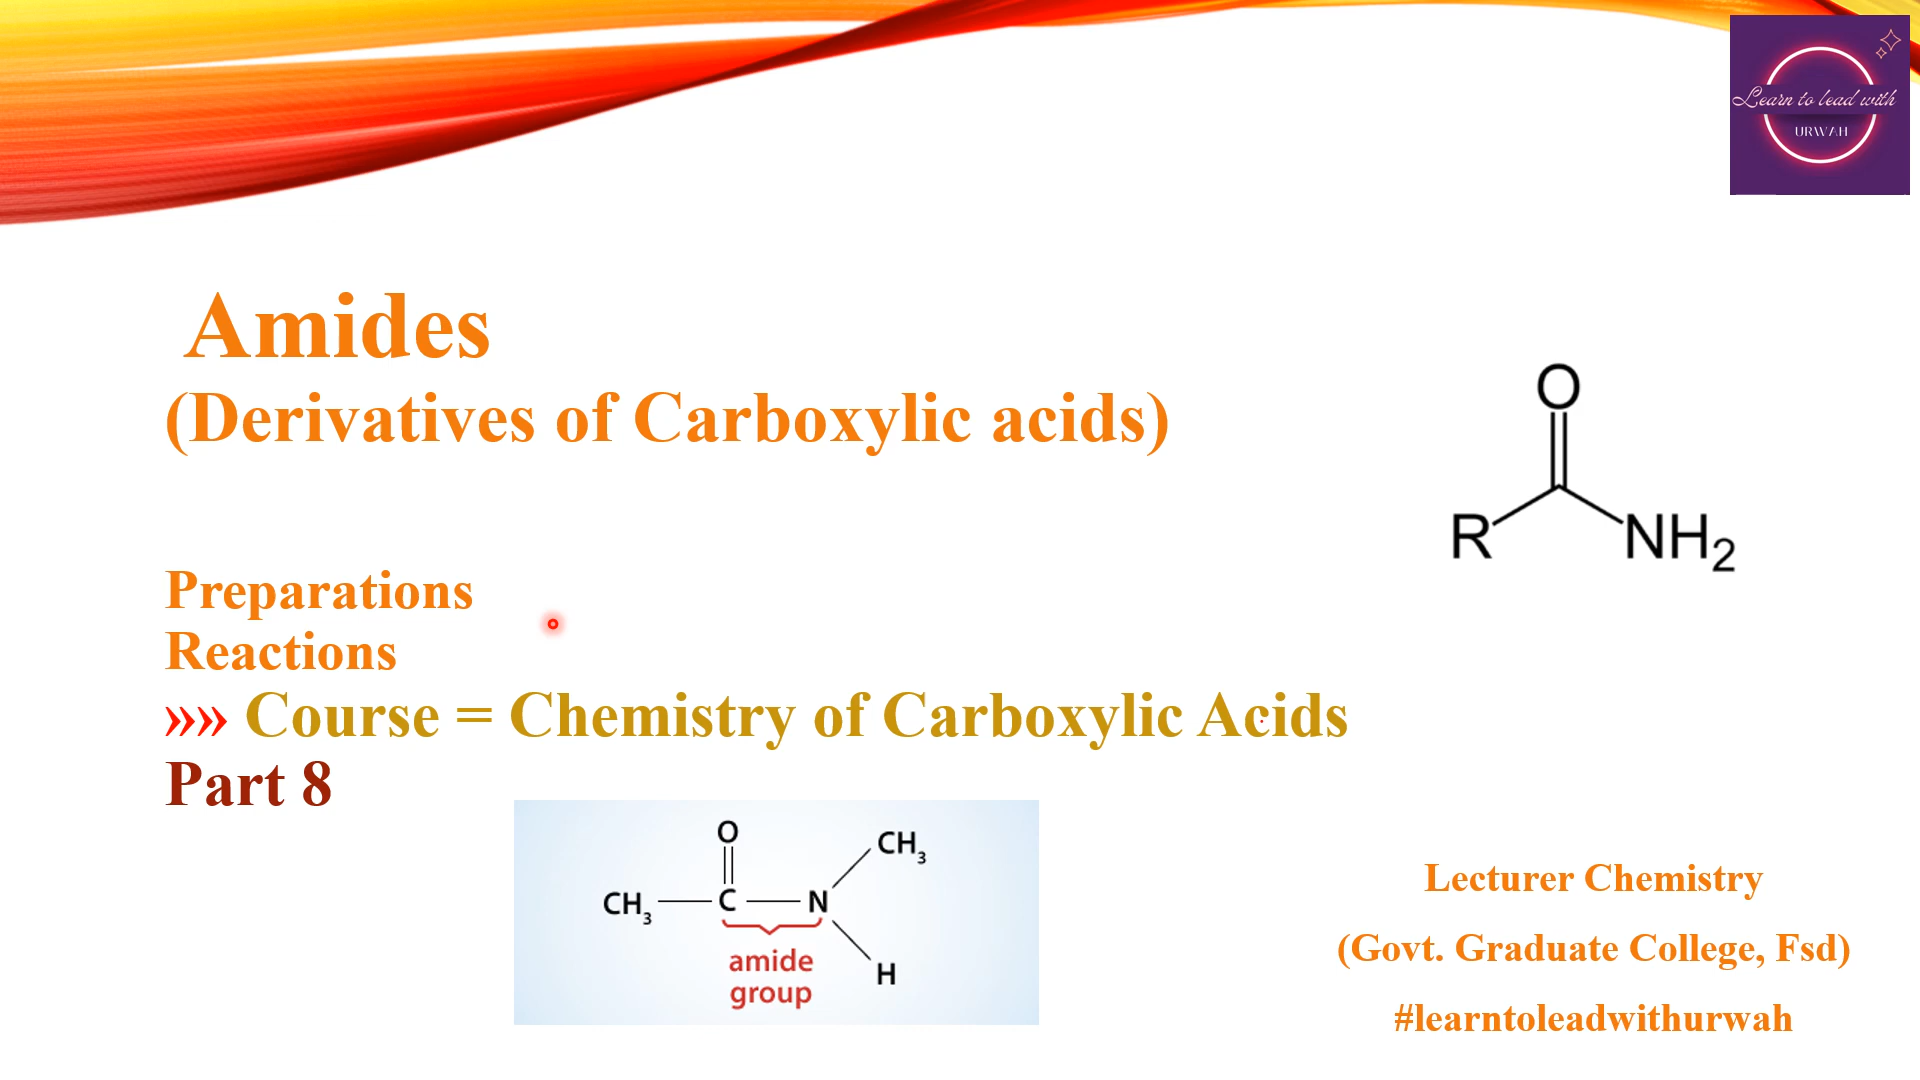 Learn to lead with
URWAH
Amides
(Derivatives of Carboxylic acids)
O
R
NH2
Preparations
Reactions
»» Course = Chemistry of Carboxylic Acids
Part 8
O
CH3
CH3 C N
amide
group
H
Lecturer Chemistry
(Govt. Graduate College, Fsd)
#learntoleadwithurwah